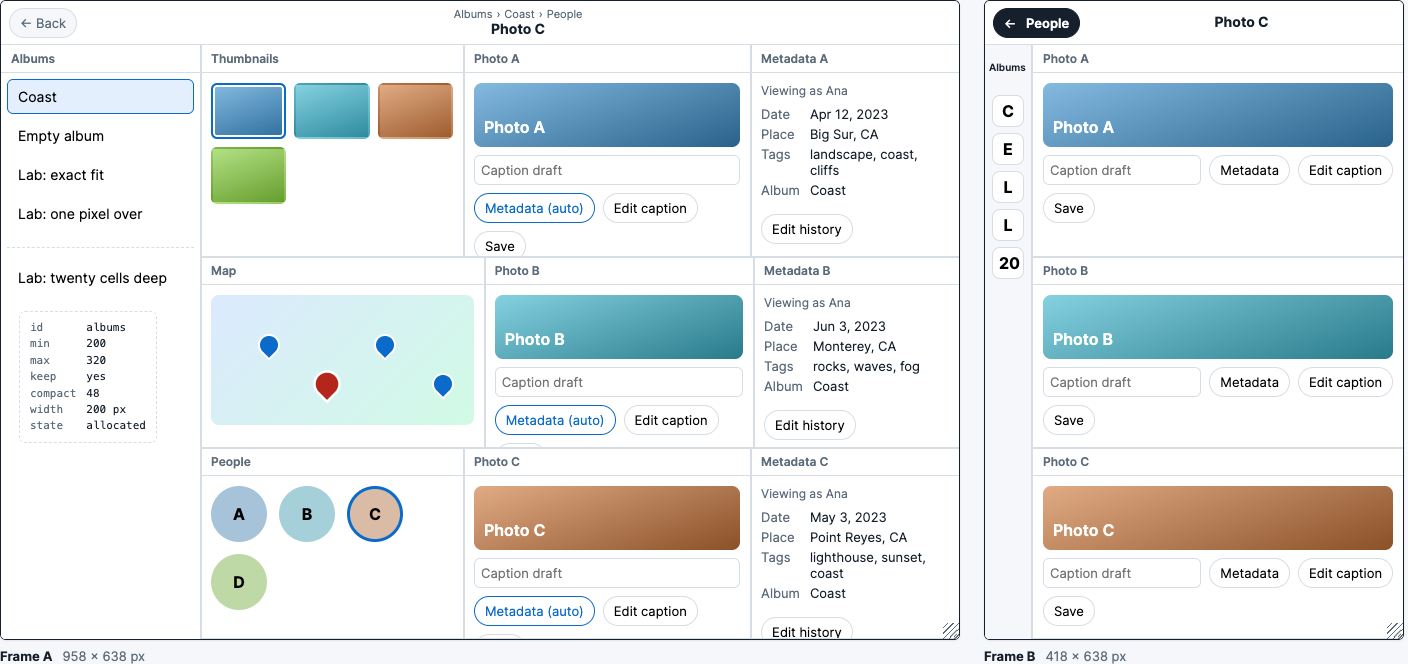 ← Back
Albums › Coast › People
Photo C
Albums
Coast
Empty album
Lab: exact fit
Lab: one pixel over
Lab: twenty cells deep
id albums
min 200
max 320
keep yes
compact 48
width 200 px
state allocated
Thumbnails
Photo A
Photo A
Caption draft
Metadata (auto) Edit caption
Save
Metadata A
Viewing as Ana
Date Apr 12, 2023
Place Big Sur, CA
Tags landscape, coast,
cliffs
Album Coast
Edit history
Map
Photo B
Photo B
Caption draft
Metadata (auto) Edit caption
Metadata B
Viewing as Ana
Date Jun 3, 2023
Place Monterey, CA
Tags rocks, waves, fog
Album Coast
Edit history
People
A B C
D
Photo C
Photo C
Caption draft
Metadata (auto) Edit caption
Metadata C
Viewing as Ana
Date May 3, 2023
Place Point Reyes, CA
Tags lighthouse, sunset,
coast
Album Coast
Edit history
Frame A 958 × 638 px
← People
Photo C
Albums
C
E
L
L
20
Photo A
Photo A
Caption draft Metadata Edit caption
Save
Photo B
Photo B
Caption draft Metadata Edit caption
Save
Photo C
Photo C
Caption draft Metadata Edit caption
Save
Frame B 418 × 638 px